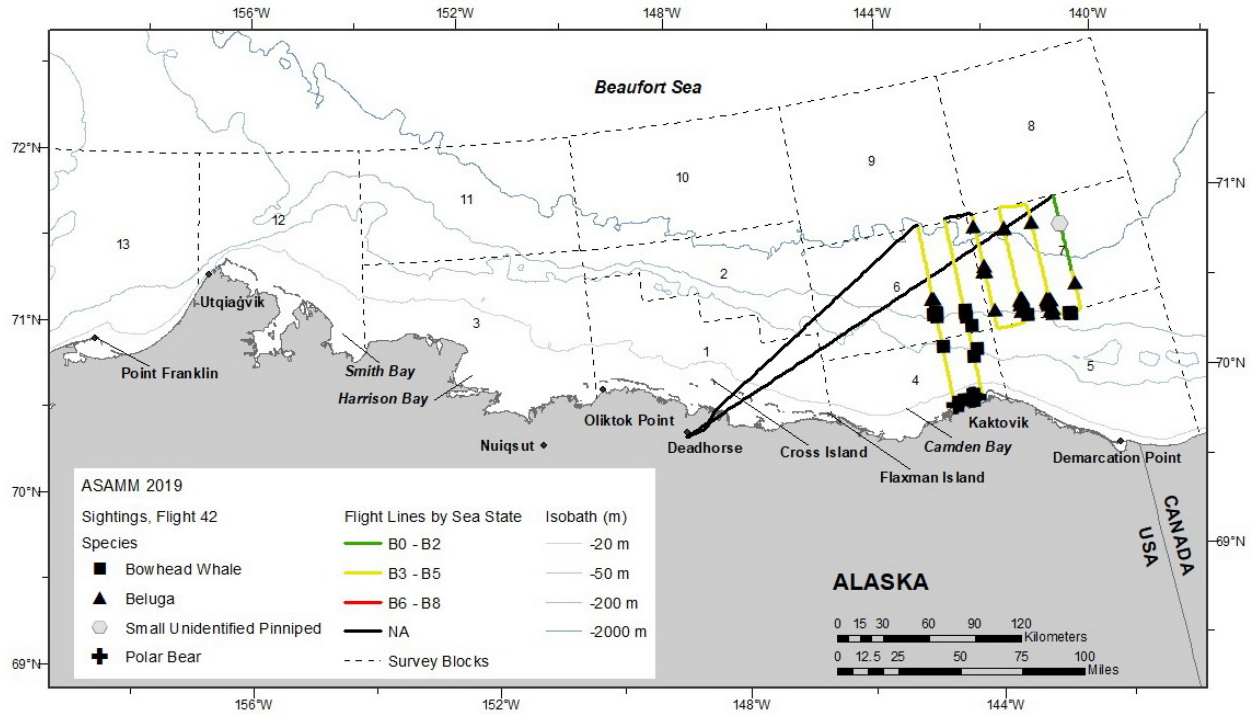 156°W 152°W 148°W 144°W 140°W
Beaufort Sea
72°N
71°N
8
9
10
11
12
13
7
2
6
Utqiaġvik
3
71°N
70°N
1
Point Franklin
Smith Bay
5
4
Harrison Bay
Oliktok Point
Kaktovik
Nuiqsut
Deadhorse
Cross Island
Camden Bay
Demarcation Point
Flaxman Island
70°N
69°N
CANADA
USA
ALASKA
ASAMM 2019
Sightings, Flight 42
Species
Bowhead Whale
Beluga
Small Unidentified Pinniped
Polar Bear
Flight Lines by Sea State
B0 - B2
B3 - B5
B6 - B8
NA
Survey Blocks
Isobath (m)
-20 m
-50 m
-200 m
-2000 m
0 15 30 60 90 120
Kilometers
0 12.5 25 50 75 100
Miles
69°N
156°W 152°W 148°W 144°W 144°W